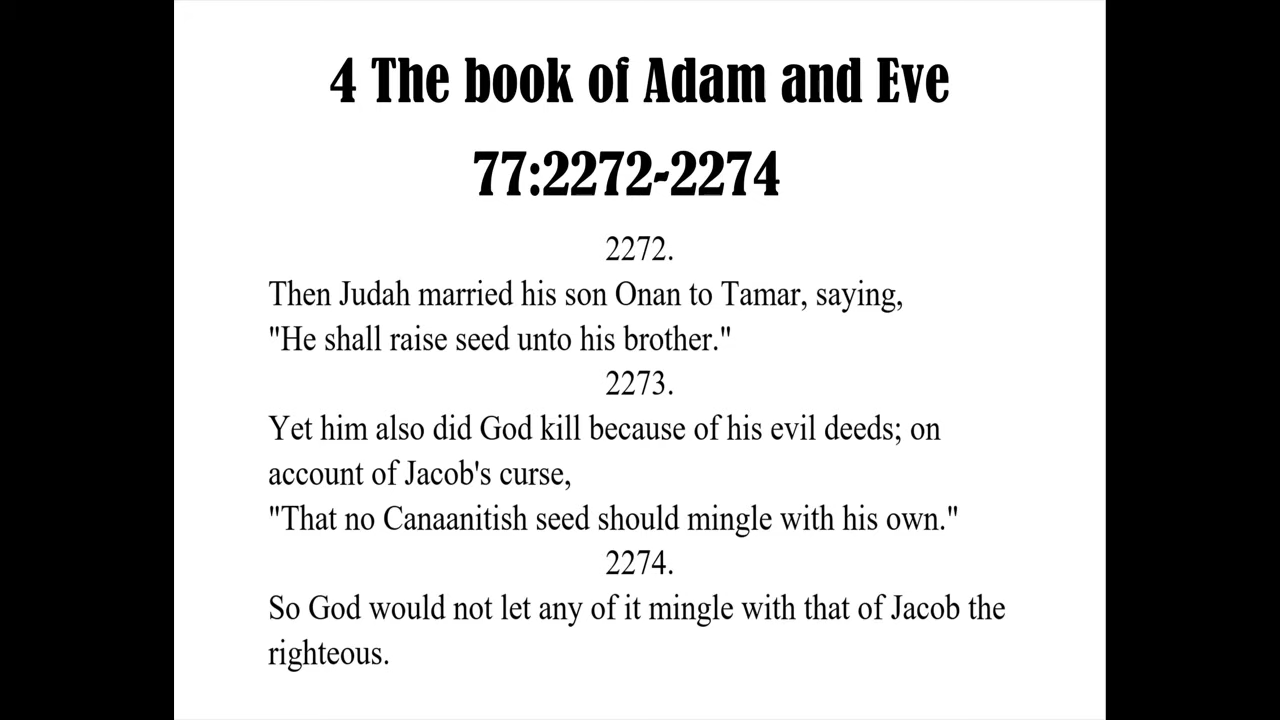 4 The book of Adam and Eve
77:2272-2274
2272.
Then Judah married his son Onan to Tamar, saying,
"He shall raise seed unto his brother."
2273.
Yet him also did God kill because of his evil deeds; on
account of Jacob's curse,
"That no Canaanitish seed should mingle with his own."
2274.
So God would not let any of it mingle with that of Jacob the
righteous.